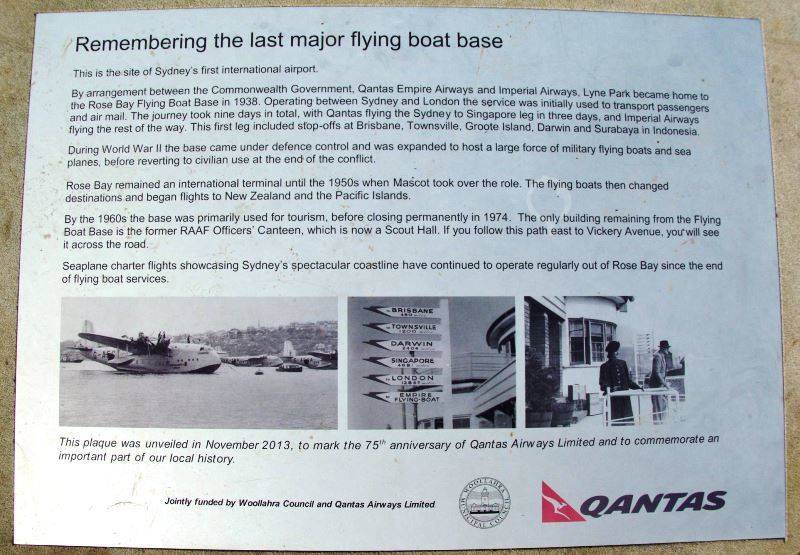 Remembering the last major flying boat base
This is the site of Sydney's first international airport.
By arrangement between the Commonwealth Government, Qantas Empire Airways and Imperial Airways, Lyne Park became home to
the Rose Bay Flying Boat Base in 1938. Operating between Sydney and London the service was initially used to transport passengers
and air mail. The journey took nine days in total, with Qantas flying the Sydney to Singapore leg in three days, and Imperial Airways
flying the rest of the way. This first leg included stop-offs at Brisbane, Townsville, Groote Island, Darwin and Surabaya in Indonesia.
During World War II the base came under defence control and was expanded to host a large force of military flying boats and sea
planes, before reverting to civilian use at the end of the conflict.
Rose Bay remained an international terminal until the 1950s when Mascot took over the role. The flying boats then changed
destinations and began flights to New Zealand and the Pacific Islands.
By the 1960s the base was primarily used for tourism, before closing permanently in 1974. The only building remaining from the Flying
Boat Base is the former RAAF Officers' Canteen, which is now a Scout Hall. If you follow this path east to Vickery Avenue, you will see
it across the road.
Seaplane charter flights showcasing Sydney's spectacular coastline have continued to operate regularly out of Rose Bay since the end
of flying boat services.
BRISBANE
TOWNSVILLE
1200
DARWIN
2404
SINGAPORE
LONDON
EMPIRE
FLYING-BOAT
This plaque was unveiled in November 2013, to mark the 75th anniversary of Qantas Airways Limited and to commemorate an
important part of our local history.
Jointly funded by Woollahra Council and Qantas Airways Limited
WOOLLAHRA
MUNICIPAL COUNCIL
QANTAS